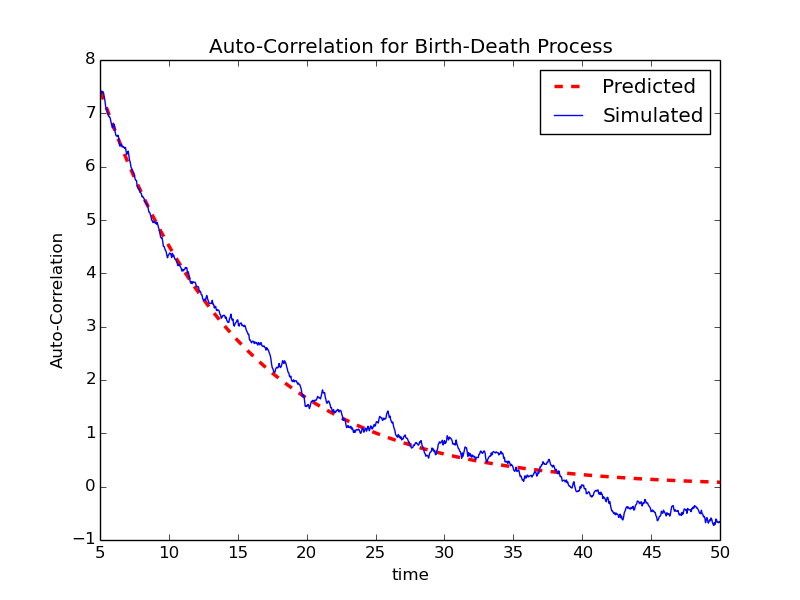 Auto-Correlation for Birth-Death Process
8
7
6
5
4
3
2
1
0
−1
Auto-Correlation
Predicted
Simulated
5 10 15 20 25 30 35 40 45 50
time